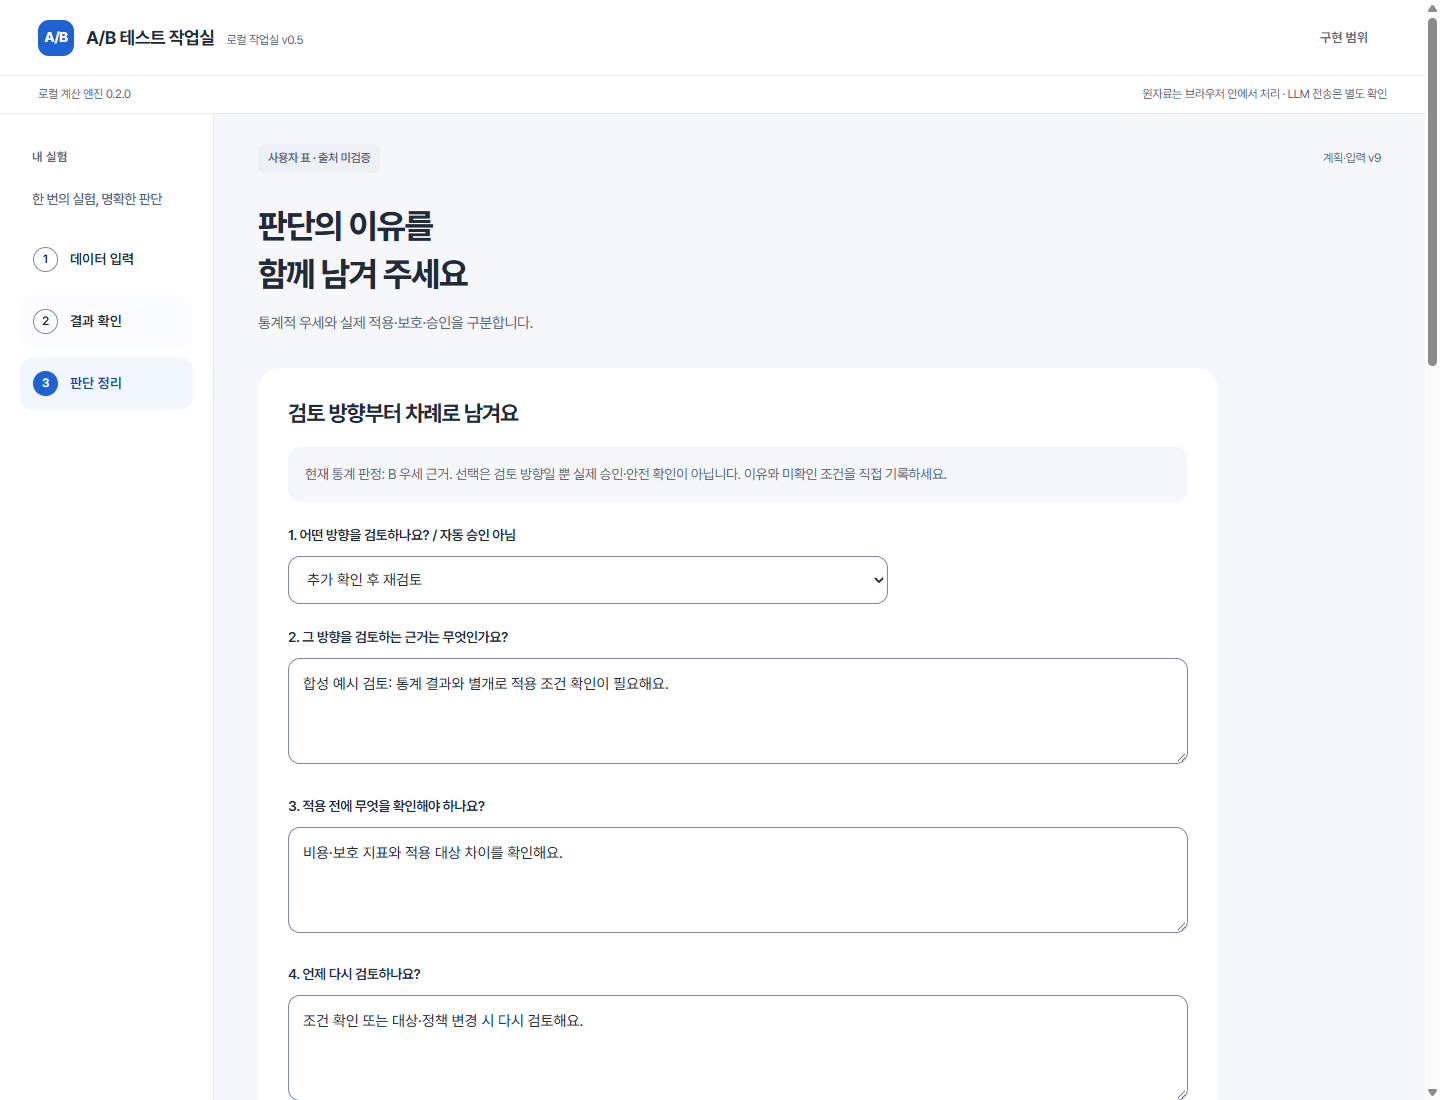 A/B
A/B 테스트 작업실
로컬 작업실 v0.5
구현 범위
로컬 계산 엔진 0.2.0
원자료는 브라우저 안에서 처리 · LLM 전송은 별도 확인
내 실험
한 번의 실험, 명확한 판단
1 데이터 입력
2 결과 확인
3 판단 정리
사용자 표 · 출처 미검증
계획·입력 v9
판단의 이유를
함께 남겨 주세요
통계적 우세와 실제 적용·보호·승인을 구분합니다.
검토 방향부터 차례로 남겨요
현재 통계 판정: B 우세 근거. 선택은 검토 방향일 뿐 실제 승인·안전 확인이 아닙니다. 이유와 미확인 조건을 직접 기록하세요.
1. 어떤 방향을 검토하나요? / 자동 승인 아님
추가 확인 후 재검토
2. 그 방향을 검토하는 근거는 무엇인가요?
합성 예시 검토: 통계 결과와 별개로 적용 조건 확인이 필요해요.
3. 적용 전에 무엇을 확인해야 하나요?
비용·보호 지표와 적용 대상 차이를 확인해요.
4. 언제 다시 검토하나요?
조건 확인 또는 대상·정책 변경 시 다시 검토해요.